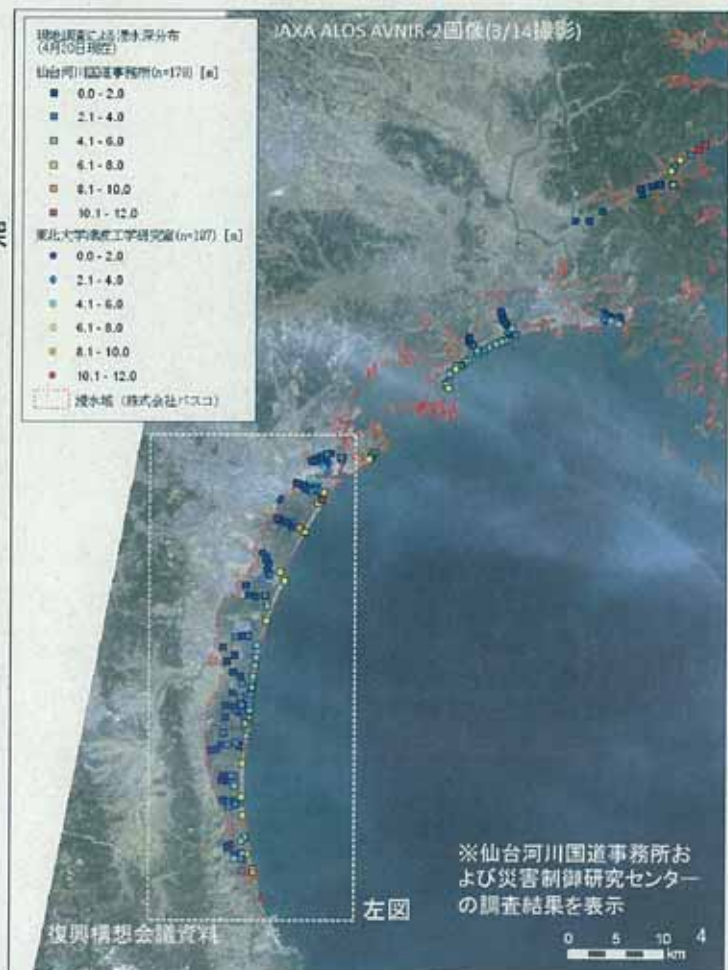 JAXA ALOS AVNIR-2画像(3/14撮影)
現地調査による浸水深分布
(4月20日現在)
仙台河川国道事務所(n=178) [m]
0.0 - 2.0
2.1 - 4.0
4.1 - 6.0
6.1 - 8.0
8.1 - 10.0
10.1 - 12.0
東北大学津波工学研究室(n=197) [m]
0.0 - 2.0
2.1 - 4.0
4.1 - 6.0
6.1 - 8.0
8.1 - 10.0
10.1 - 12.0
浸水域 (株式会社パスコ)
※仙台河川国道事務所お
よび災害制御研究センター
の調査結果を表示
左図
復興構想会議資料
0 5 10
km
4